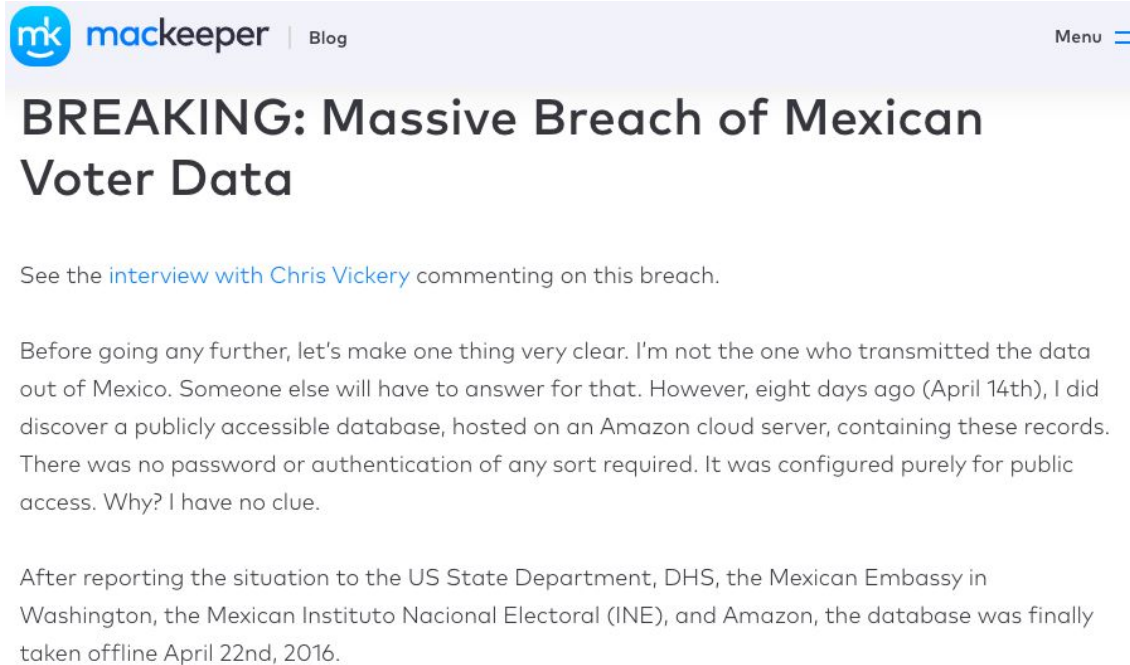 mk mackeeper | Blog Menu
BREAKING: Massive Breach of Mexican
Voter Data
See the interview with Chris Vickery commenting on this breach.
Before going any further, let’s make one thing very clear. I’m not the one who transmitted the data
out of Mexico. Someone else will have to answer for that. However, eight days ago (April 14th), I did
discover a publicly accessible database, hosted on an Amazon cloud server, containing these records.
There was no password or authentication of any sort required. It was configured purely for public
access. Why? I have no clue.
After reporting the situation to the US State Department, DHS, the Mexican Embassy in
Washington, the Mexican Instituto Nacional Electoral (INE), and Amazon, the database was finally
taken offline April 22nd, 2016.